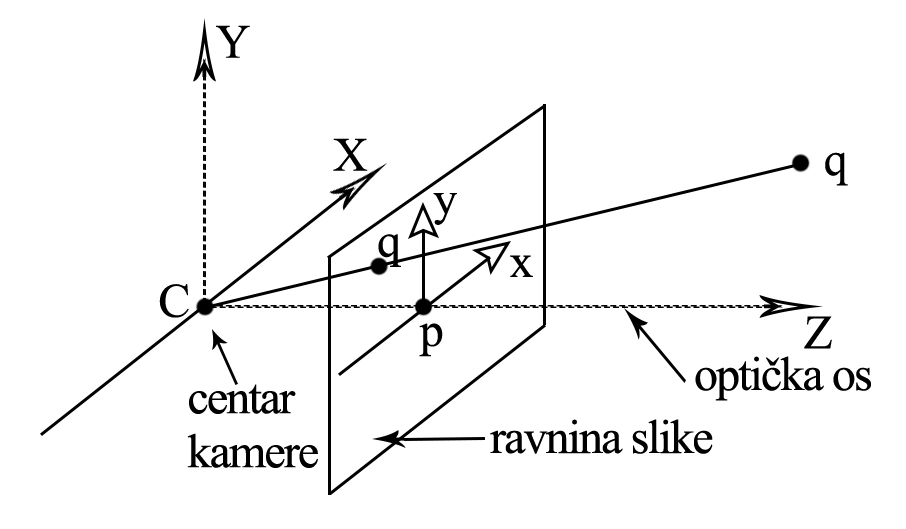 Y
X
y
q
q
x
C
p
Z
optička os
centar
kamere
ravnina slike